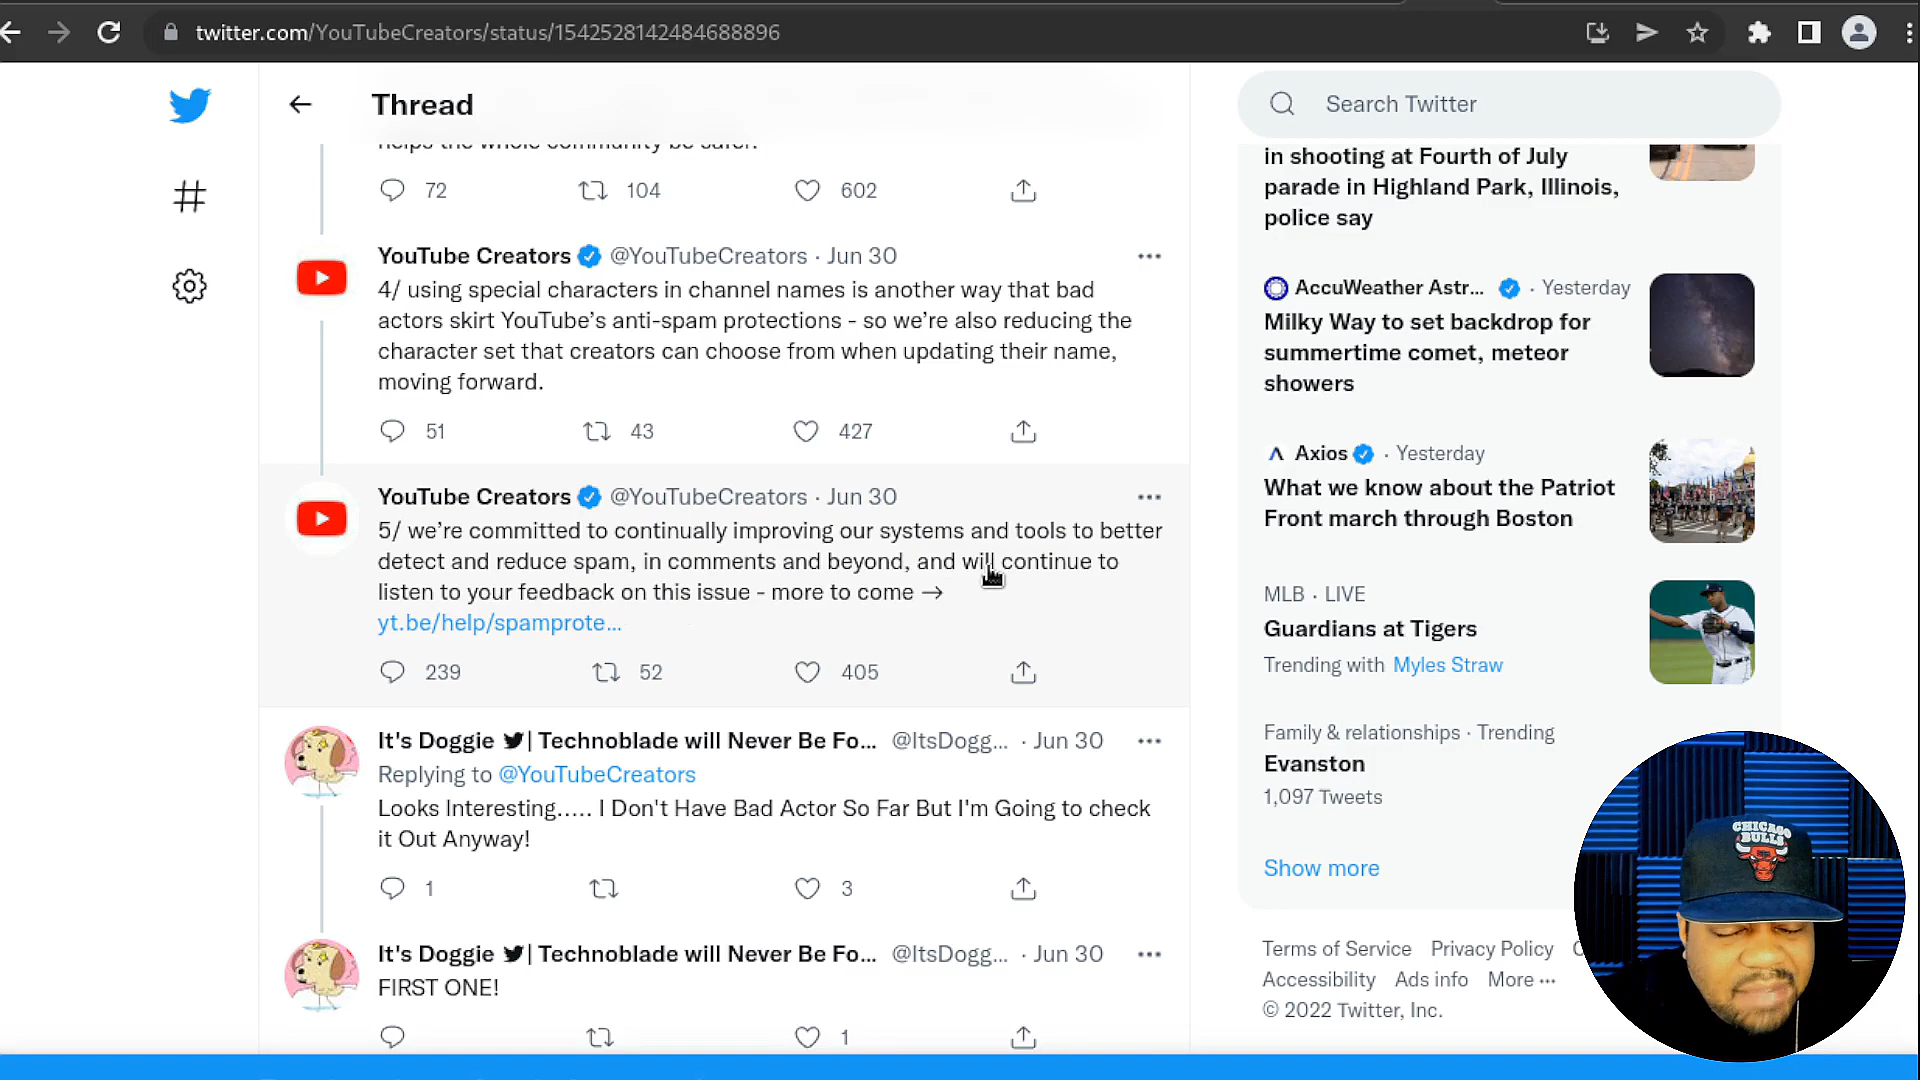 twitter.com/YouTubeCreators/status/1542528142484688896
Thread
helps the whole community be safer.
72 104 602
YouTube Creators @YouTubeCreators · Jun 30
4/ using special characters in channel names is another way that bad
actors skirt YouTube’s anti-spam protections - so we’re also reducing the
character set that creators can choose from when updating their name,
moving forward.
51 43 427
YouTube Creators @YouTubeCreators · Jun 30
5/ we’re committed to continually improving our systems and tools to better
detect and reduce spam, in comments and beyond, and will continue to
listen to your feedback on this issue - more to come →
yt.be/help/spamprote...
239 52 405
It's Doggie | Technoblade will Never Be Fo... @ItsDogg... · Jun 30
Replying to @YouTubeCreators
Looks Interesting..... I Don't Have Bad Actor So Far But I'm Going to check
it Out Anyway!
1 3
It's Doggie | Technoblade will Never Be Fo... @ItsDogg... · Jun 30
FIRST ONE!
1
Search Twitter
in shooting at Fourth of July
parade in Highland Park, Illinois,
police say
AccuWeather Astr... · Yesterday
Milky Way to set backdrop for
summertime comet, meteor
showers
Axios · Yesterday
What we know about the Patriot
Front march through Boston
MLB · LIVE
Guardians at Tigers
Trending with Myles Straw
Family & relationships · Trending
Evanston
1,097 Tweets
Show more
Terms of Service Privacy Policy
Accessibility Ads info More ···
© 2022 Twitter, Inc.
CHICAGO
BULLS